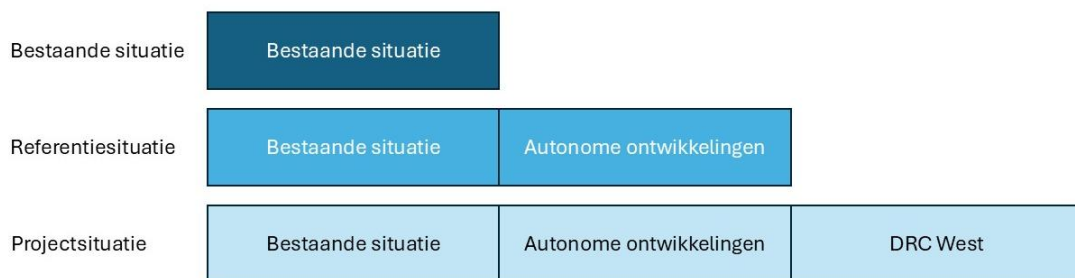 Bestaande situatie Bestaande situatie
Referentiesituatie Bestaande situatie Autonome ontwikkelingen
Projectsituatie Bestaande situatie Autonome ontwikkelingen DRC West